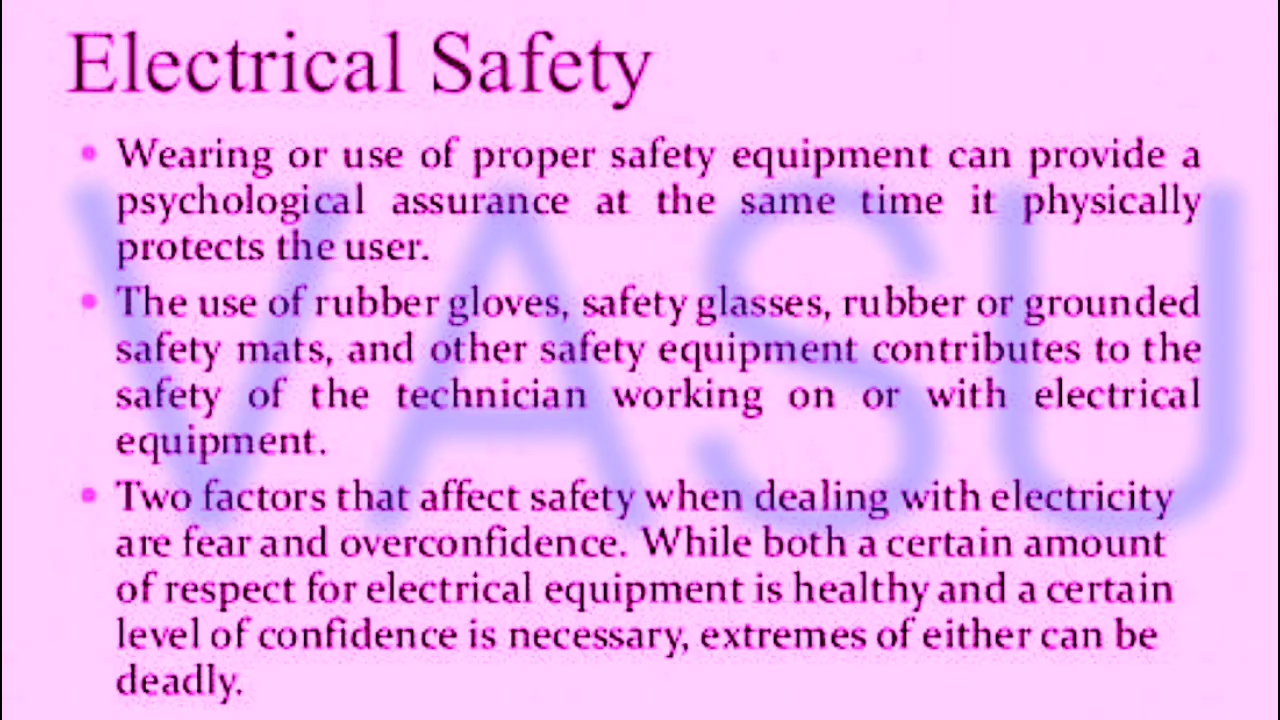 Electrical Safety
• Wearing or use of proper safety equipment can provide a
psychological assurance at the same time it physically
protects the user.
• The use of rubber gloves, safety glasses, rubber or grounded
safety mats, and other safety equipment contributes to the
safety of the technician working on or with electrical
equipment.
• Two factors that affect safety when dealing with electricity
are fear and overconfidence. While both a certain amount
of respect for electrical equipment is healthy and a certain
level of confidence is necessary, extremes of either can be
deadly.
VASU